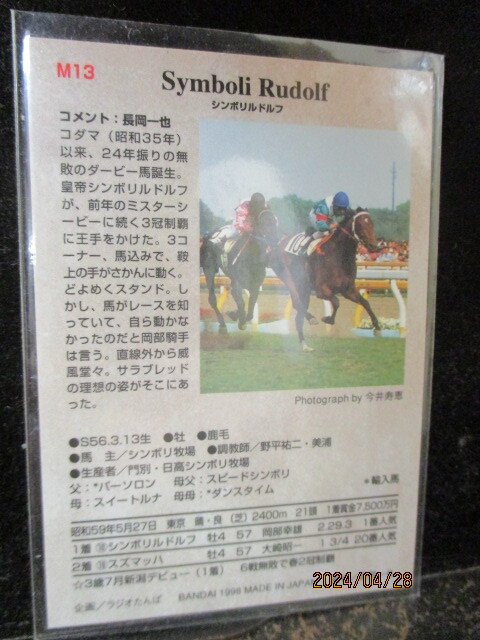 M13
Symboli Rudolf
シンボリルドルフ
コメント：長岡一也
コダマ（昭和35年）
以来、24年振りの無
敗のダービー馬誕生。
皇帝シンボリルドルフ
が、前年のミスターシ
ービーに続く3冠制覇
に王手をかけた。3コ
ーナー、馬込みで、鞍
上の手がさかんに動く。
どよめくスタンド。し
かし、馬がレースを知
っていて、自ら動かな
かったのだと岡部騎手
は言う。直線外から威
風堂々。サラブレッド
の理想の姿がそこにあ
った。
Photograph by 今井寿恵
●S56.3.13生 ●牡 ●鹿毛
●馬 主／シンボリ牧場 ●調教師／野平祐二・美浦
●生産者／門別・日高シンボリ牧場
父：*パーソロン 母父：スピードシンボリ
母：スイートルナ 母母：*ダンスタイム *輸入馬
昭和59年5月27日 東京 晴・良（芝）2400m 21頭 1着賞金7,500万円
1着 ⑩シンボリルドルフ 牡4 57 岡部幸雄 2.29.3 1番人気
2着 スズマッハ 牡4 57 大崎昭一 1 3/4 20番人気
☆3歳7月新潟デビュー（1着） 6戦無敗で春2冠制覇
企画／ラジオたんぱ BANDAI 1998 MADE IN JAPAN
2024/04/28